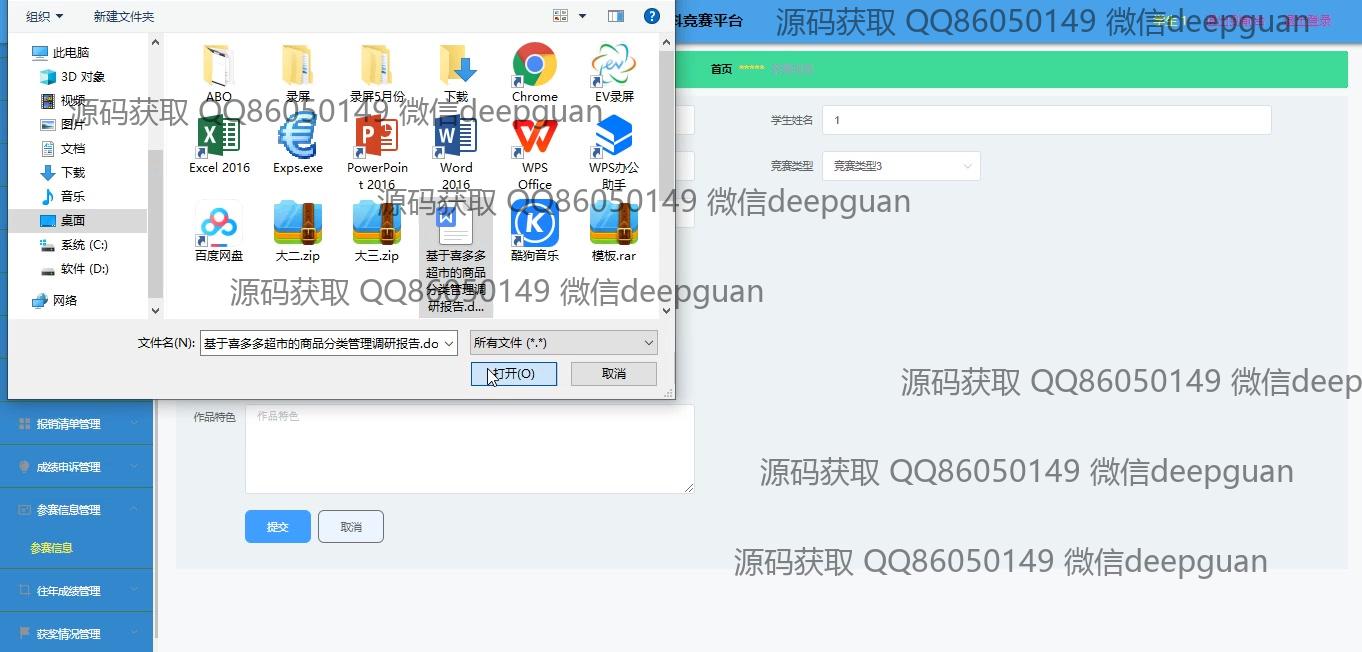 组织
新建文件夹
科竞赛平台
源码获取 QQ86050149 微信deepguan
此电脑
3D 对象
视频
图片
文档
下载
音乐
桌面
系统 (C:)
软件 (D:)
网络
ABO
录屏
录屏5月份
下载
Chrome
EV录屏
源码获取 QQ86050149 微信deepguan
Excel 2016
Exps.exe
PowerPoin
t 2016
Word
2016
WPS
Office
WPS办公
助手
源码获取 QQ86050149 微信deepguan
百度网盘
大二.zip
大三.zip
基于喜多多
超市的商品
分类管理调
研报告.d...
酷狗音乐
模板.rar
源码获取 QQ86050149 微信deepguan
文件名(N):
基于喜多多超市的商品分类管理调研报告.do
所有文件 (*.*)
打开(O)
取消
首页
*****
学生姓名
1
竞赛类型
竞赛类型3
源码获取 QQ86050149 微信deep
作品特色
作品特色
源码获取 QQ86050149 微信deepguan
提交
取消
源码获取 QQ86050149 微信deepguan
报销清单管理
成绩申诉管理
参赛信息管理
参赛信息
往年成绩管理
获奖情况管理